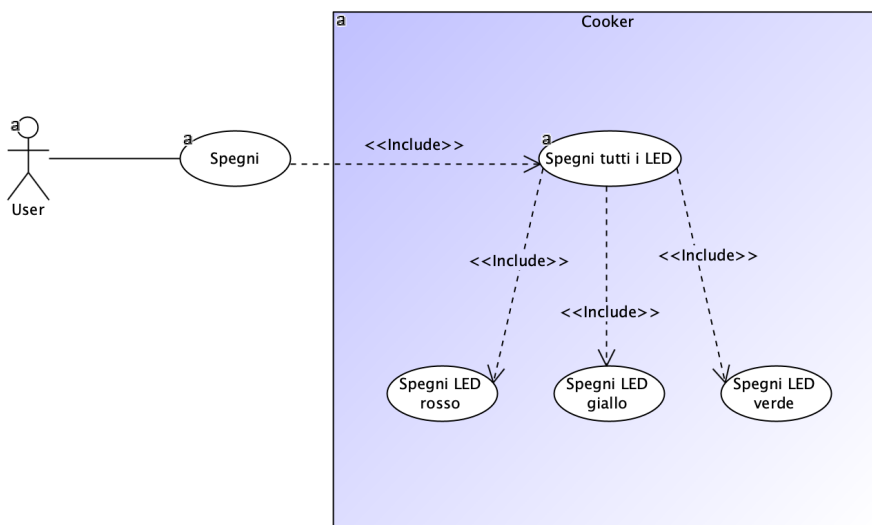 a
Cooker
a
User
a
Spegni
<<Include>>
a
Spegni tutti i LED
<<Include>>
<<Include>>
<<Include>>
Spegni LED
rosso
Spegni LED
giallo
Spegni LED
verde